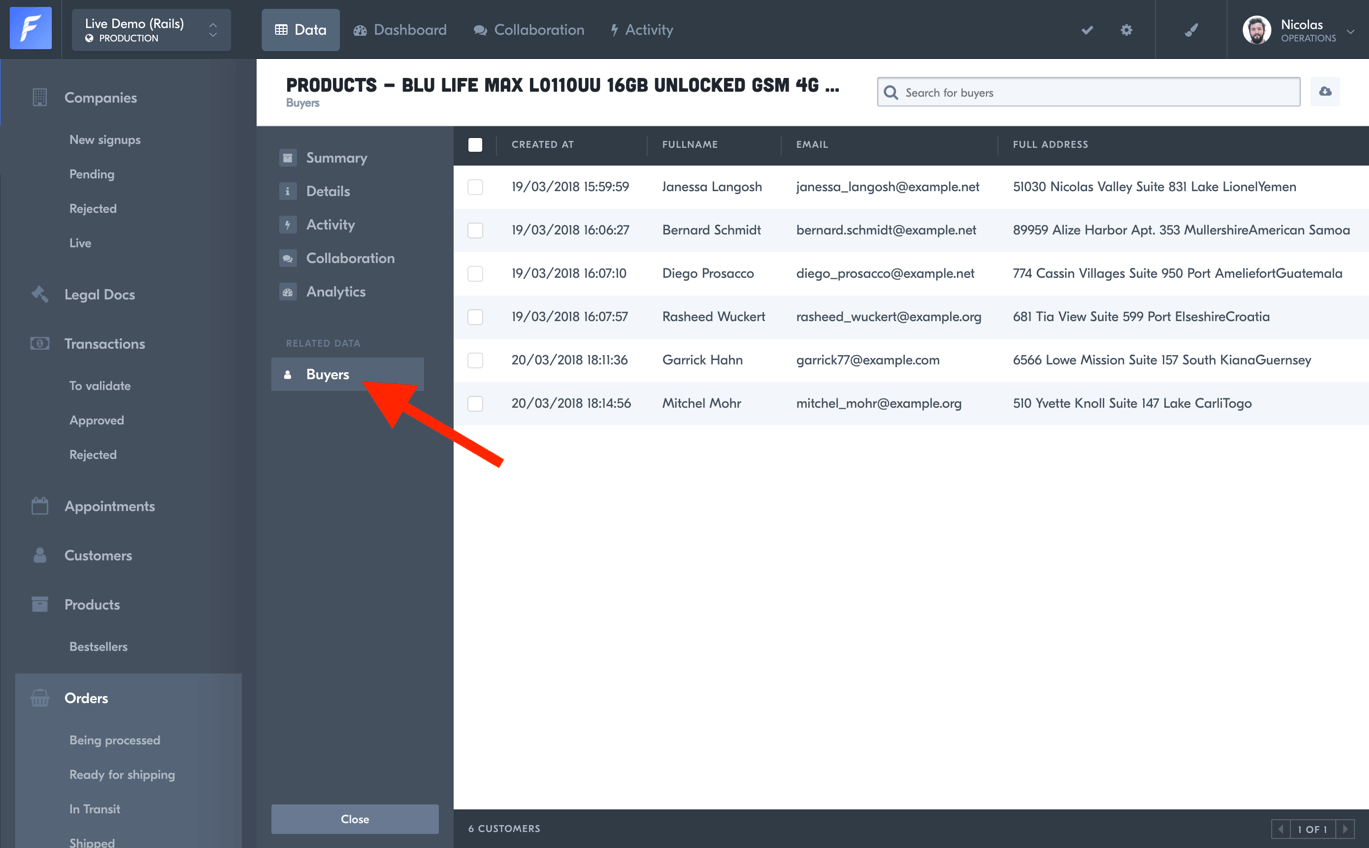 Live Demo (Rails)
PRODUCTION
Data
Dashboard
Collaboration
Activity
Nicolas
OPERATIONS
Companies
New signups
Pending
Rejected
Live
Legal Docs
Transactions
To validate
Approved
Rejected
Appointments
Customers
Products
Bestsellers
Orders
Being processed
Ready for shipping
In Transit
Shipped
PRODUCTS – BLU LIFE MAX L0110UU 16GB UNLOCKED GSM 4G ...
Buyers
Search for buyers
Summary
Details
Activity
Collaboration
Analytics
RELATED DATA
Buyers
Close
CREATED AT FULLNAME EMAIL FULL ADDRESS
19/03/2018 15:59:59 Janessa Langosh janessa_langosh@example.net 51030 Nicolas Valley Suite 831 Lake LionelYemen
19/03/2018 16:06:27 Bernard Schmidt bernard.schmidt@example.net 89959 Alize Harbor Apt. 353 MullershireAmerican Samoa
19/03/2018 16:07:10 Diego Prosacco diego_prosacco@example.net 774 Cassin Villages Suite 950 Port AmeliefortGuatemala
19/03/2018 16:07:57 Rasheed Wuckert rasheed_wuckert@example.org 681 Tia View Suite 599 Port ElseshireCroatia
20/03/2018 18:11:36 Garrick Hahn garrick77@example.com 6566 Lowe Mission Suite 157 South KianaGuernsey
20/03/2018 18:14:56 Mitchel Mohr mitchel_mohr@example.org 510 Yvette Knoll Suite 147 Lake CarliTogo
6 CUSTOMERS
1 OF 1